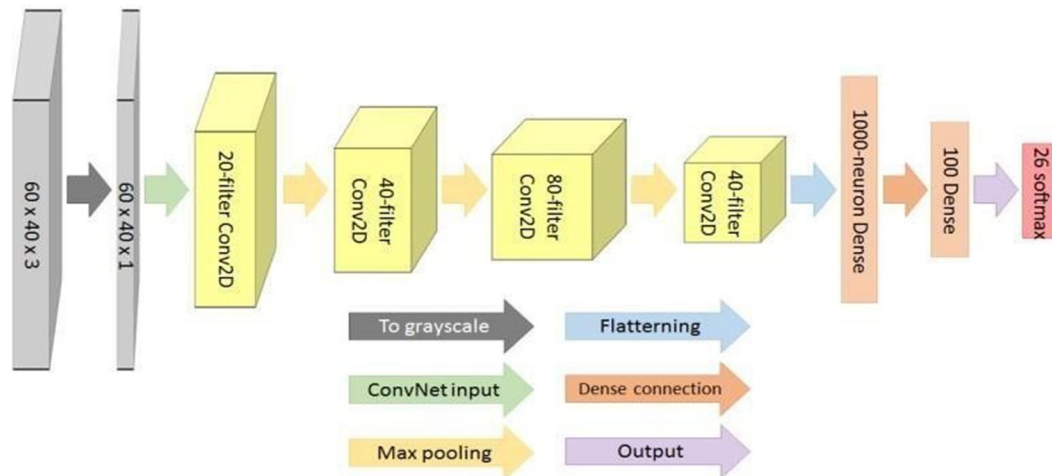 60 x 40 x 3
60 x 40 x 1
20-filter Conv2D
40-filter
Conv2D
80-filter
Conv2D
40-filter
Conv2D
1000-neuron Dense
100 Dense
26 softmax
To grayscale
Flatterning
ConvNet input
Dense connection
Max pooling
Output